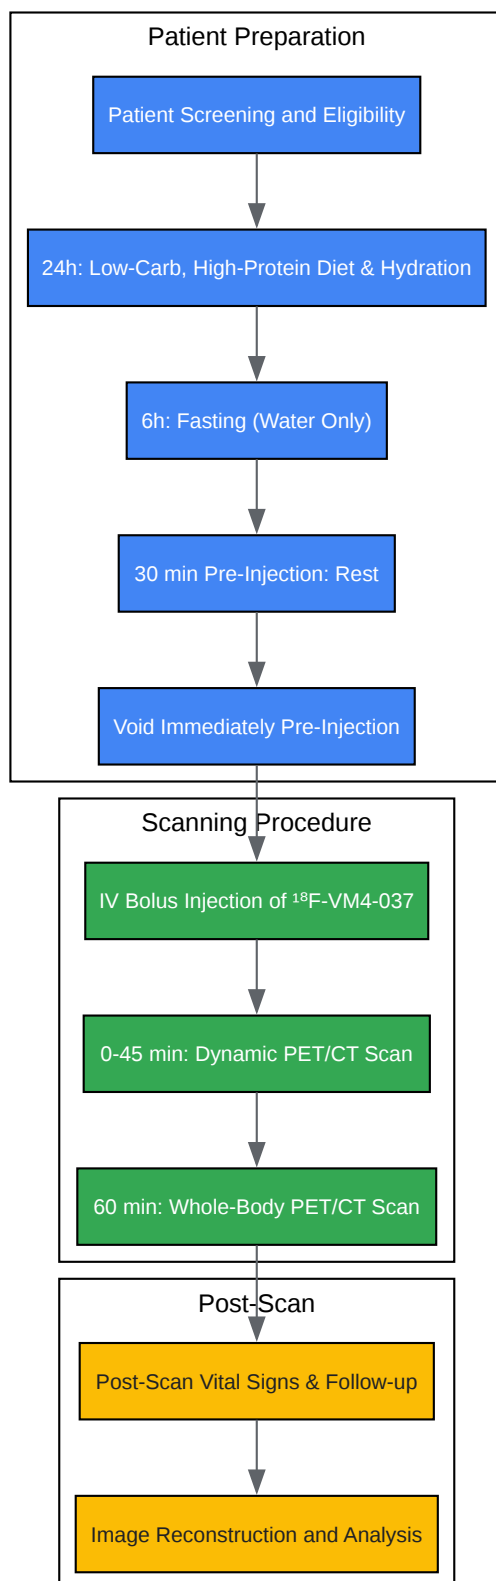 Patient Preparation
Patient Screening and Eligibility
24h: Low-Carb, High-Protein Diet & Hydration
6h: Fasting (Water Only)
30 min Pre-Injection: Rest
Void Immediately Pre-Injection
Scanning Procedure
IV Bolus Injection of ¹⁸F-VM4-037
0-45 min: Dynamic PET/CT Scan
60 min: Whole-Body PET/CT Scan
Post-Scan
Post-Scan Vital Signs & Follow-up
Image Reconstruction and Analysis